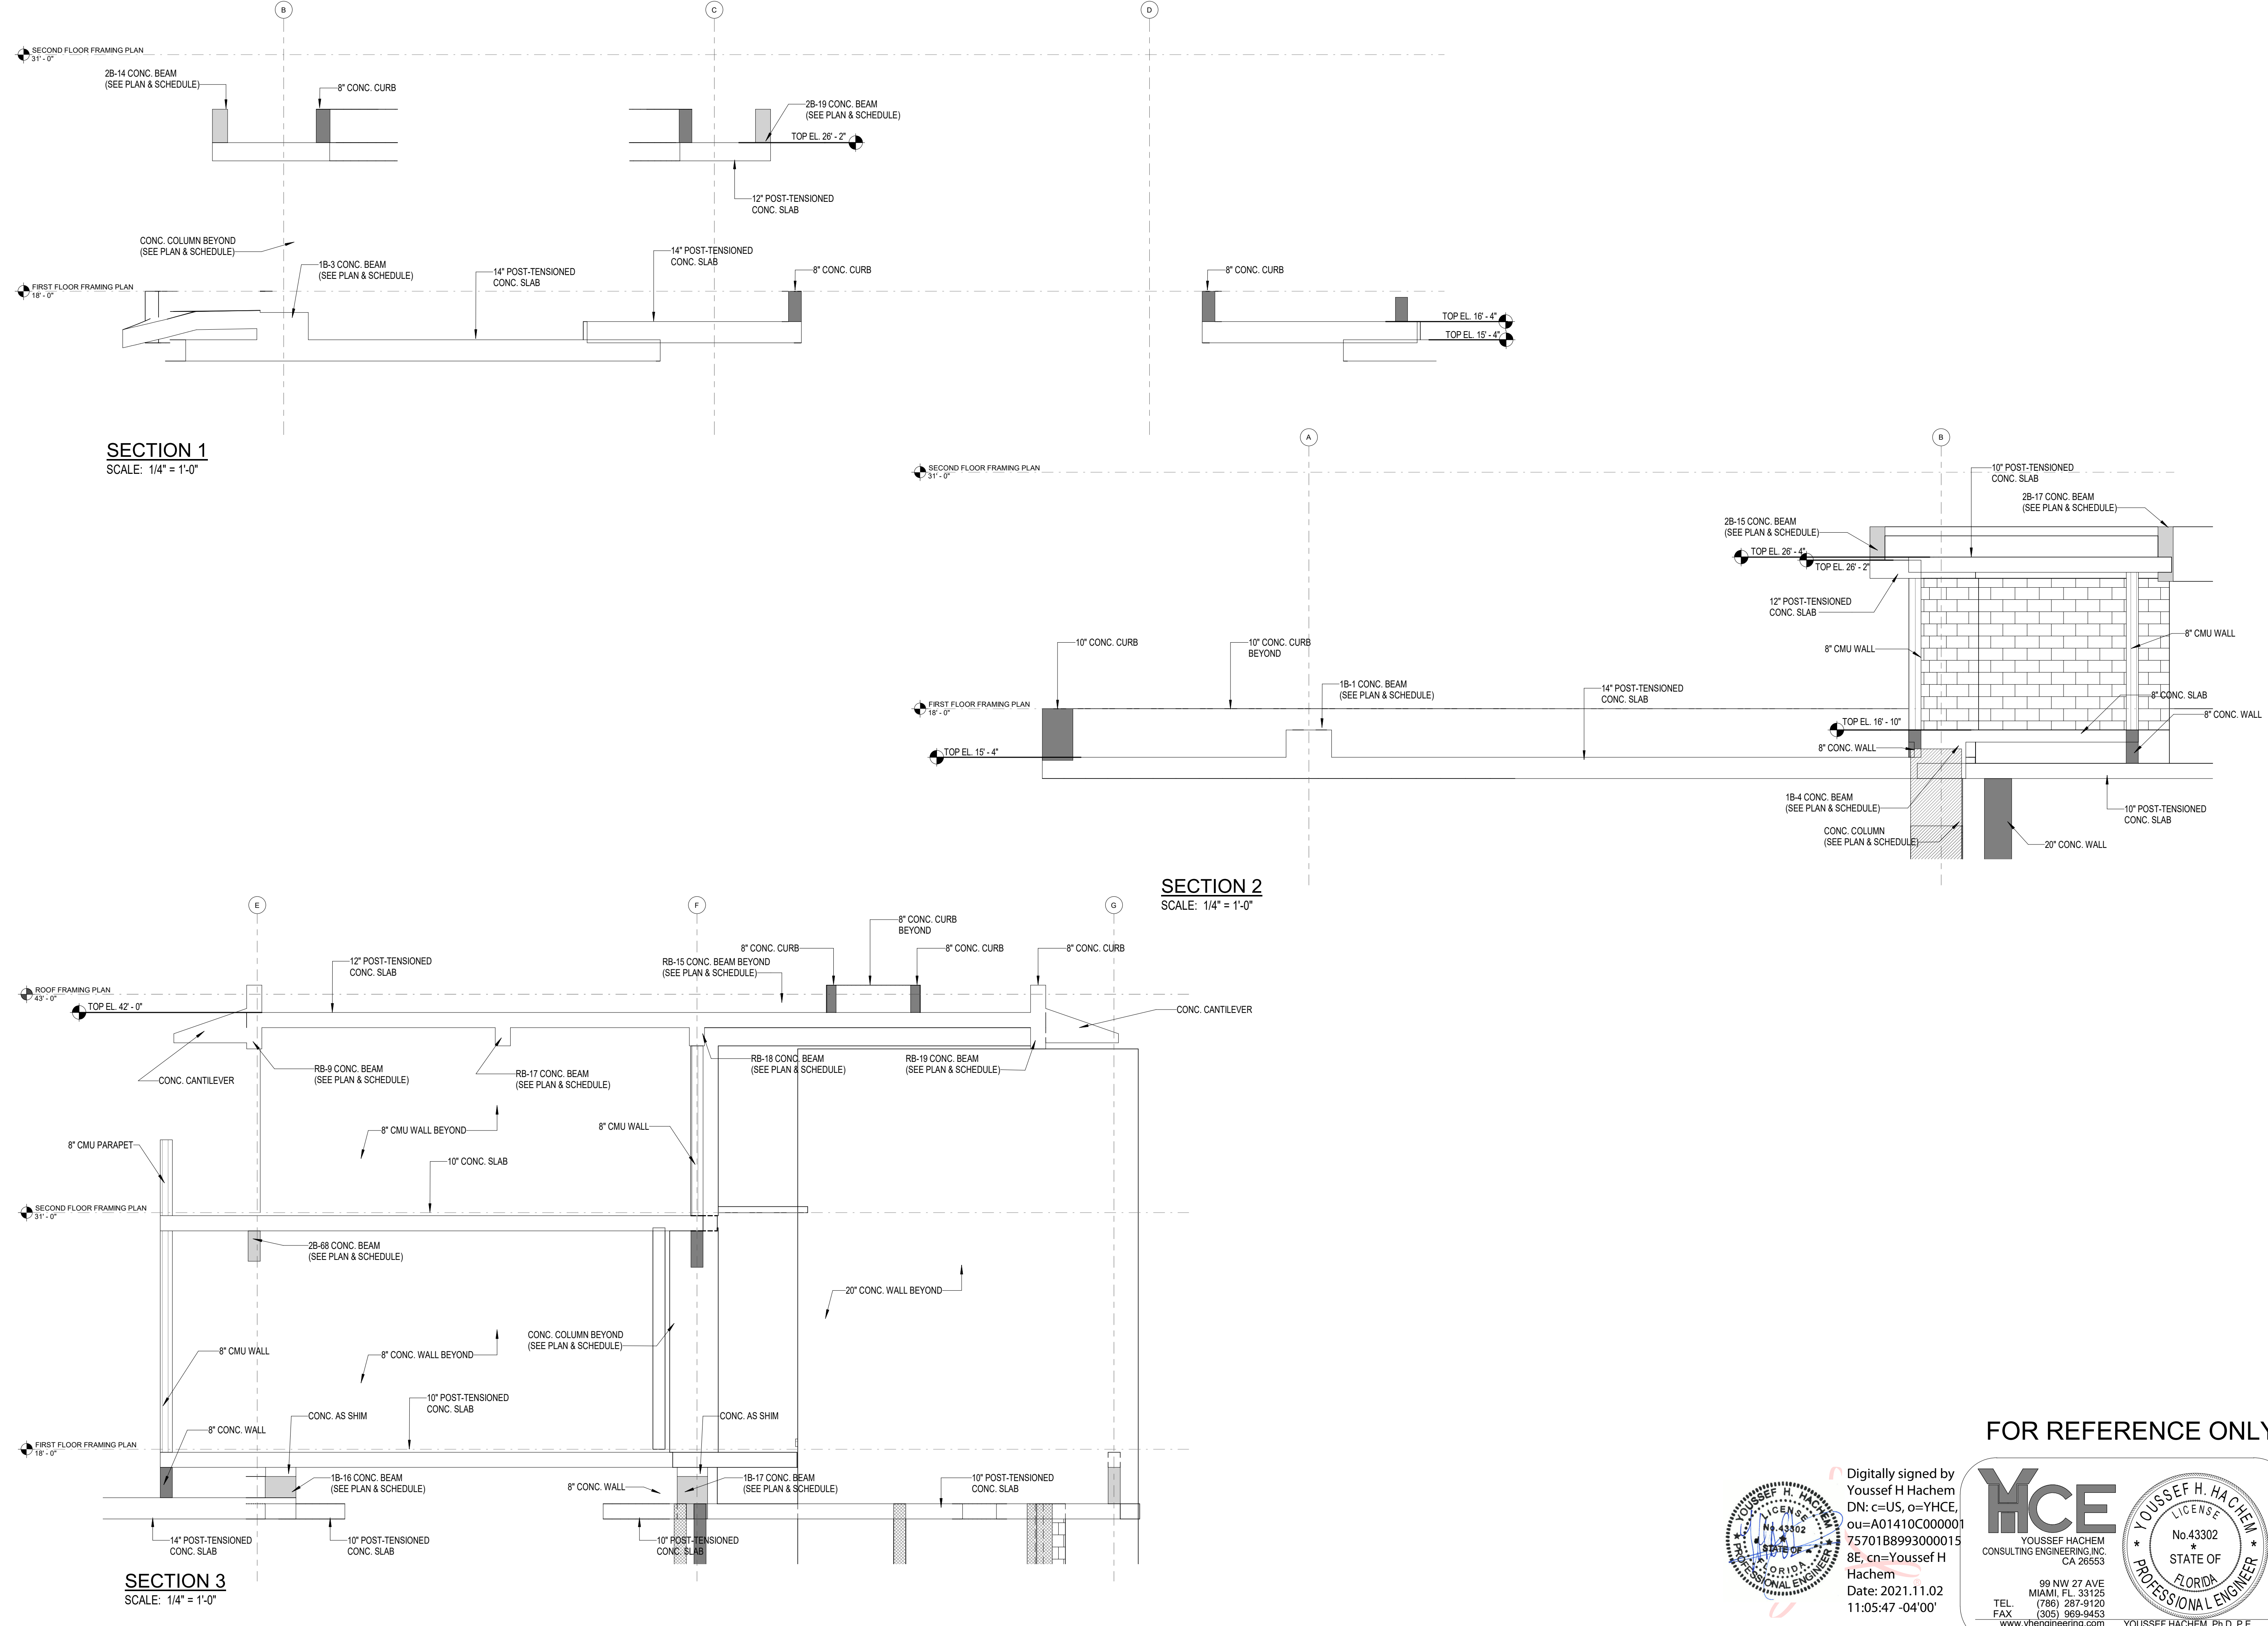 B
C
D
SECOND FLOOR FRAMING PLAN
31' - 0"
2B-14 CONC. BEAM
(SEE PLAN & SCHEDULE)
8" CONC. CURB
2B-19 CONC. BEAM
(SEE PLAN & SCHEDULE)
TOP EL. 26' - 2"
12" POST-TENSIONED
CONC. SLAB
CONC. COLUMN BEYOND
(SEE PLAN & SCHEDULE)
1B-3 CONC. BEAM
(SEE PLAN & SCHEDULE)
14" POST-TENSIONED
CONC. SLAB
14" POST-TENSIONED
CONC. SLAB
8" CONC. CURB
8" CONC. CURB
FIRST FLOOR FRAMING PLAN
18' - 0"
TOP EL. 16' - 4"
TOP EL. 15' - 4"
SECTION 1
SCALE: 1/4" = 1'-0"
A
B
SECOND FLOOR FRAMING PLAN
31' - 0"
10" POST-TENSIONED
CONC. SLAB
2B-17 CONC. BEAM
(SEE PLAN & SCHEDULE)
2B-15 CONC. BEAM
(SEE PLAN & SCHEDULE)
TOP EL. 26' - 4"
TOP EL. 26' - 2"
12" POST-TENSIONED
CONC. SLAB
8" CMU WALL
8" CMU WALL
10" CONC. CURB
10" CONC. CURB
BEYOND
1B-1 CONC. BEAM
(SEE PLAN & SCHEDULE)
14" POST-TENSIONED
CONC. SLAB
8" CONC. SLAB
8" CONC. WALL
FIRST FLOOR FRAMING PLAN
18' - 0"
TOP EL. 16' - 10"
TOP EL. 15' - 4"
8" CONC. WALL
1B-4 CONC. BEAM
(SEE PLAN & SCHEDULE)
CONC. COLUMN
(SEE PLAN & SCHEDULE)
10" POST-TENSIONED
CONC. SLAB
20" CONC. WALL
SECTION 2
SCALE: 1/4" = 1'-0"
E
F
G
8" CONC. CURB
BEYOND
8" CONC. CURB
8" CONC. CURB
8" CONC. CURB
12" POST-TENSIONED
CONC. SLAB
RB-15 CONC. BEAM BEYOND
(SEE PLAN & SCHEDULE)
ROOF FRAMING PLAN
43' - 0"
TOP EL. 42' - 0"
CONC. CANTILEVER
CONC. CANTILEVER
RB-9 CONC. BEAM
(SEE PLAN & SCHEDULE)
RB-17 CONC. BEAM
(SEE PLAN & SCHEDULE)
RB-18 CONC. BEAM
(SEE PLAN & SCHEDULE)
RB-19 CONC. BEAM
(SEE PLAN & SCHEDULE)
8" CMU WALL BEYOND
8" CMU WALL
8" CMU PARAPET
10" CONC. SLAB
SECOND FLOOR FRAMING PLAN
31' - 0"
2B-68 CONC. BEAM
(SEE PLAN & SCHEDULE)
20" CONC. WALL BEYOND
CONC. COLUMN BEYOND
(SEE PLAN & SCHEDULE)
8" CMU WALL
8" CONC. WALL BEYOND
10" POST-TENSIONED
CONC. SLAB
CONC. AS SHIM
CONC. AS SHIM
8" CONC. WALL
FIRST FLOOR FRAMING PLAN
18' - 0"
1B-16 CONC. BEAM
(SEE PLAN & SCHEDULE)
8" CONC. WALL
1B-17 CONC. BEAM
(SEE PLAN & SCHEDULE)
10" POST-TENSIONED
CONC. SLAB
14" POST-TENSIONED
CONC. SLAB
10" POST-TENSIONED
CONC. SLAB
10" POST-TENSIONED
CONC. SLAB
SECTION 3
SCALE: 1/4" = 1'-0"
FOR REFERENCE ONLY
YOUSSEF H. HACHEM
LICENSE
No.43302
STATE OF
FLORIDA
PROFESSIONAL ENGINEER
Digitally signed by
Youssef H Hachem
DN: c=US, o=YHCE,
ou=A01410C000001
75701B8993000015
8E, cn=Youssef H
Hachem
Date: 2021.11.02
11:05:47 -04'00'
YHCE
YOUSSEF HACHEM
CONSULTING ENGINEERING,INC.
CA 26553
99 NW 27 AVE
MIAMI, FL. 33125
TEL. (786) 287-9120
FAX (305) 969-9453
www.yhengineering.com
YOUSSEF H. HACHEM
LICENSE
No.43302
STATE OF
FLORIDA
PROFESSIONAL ENGINEER
YOUSSEF HACHEM, Ph.D, P.E.